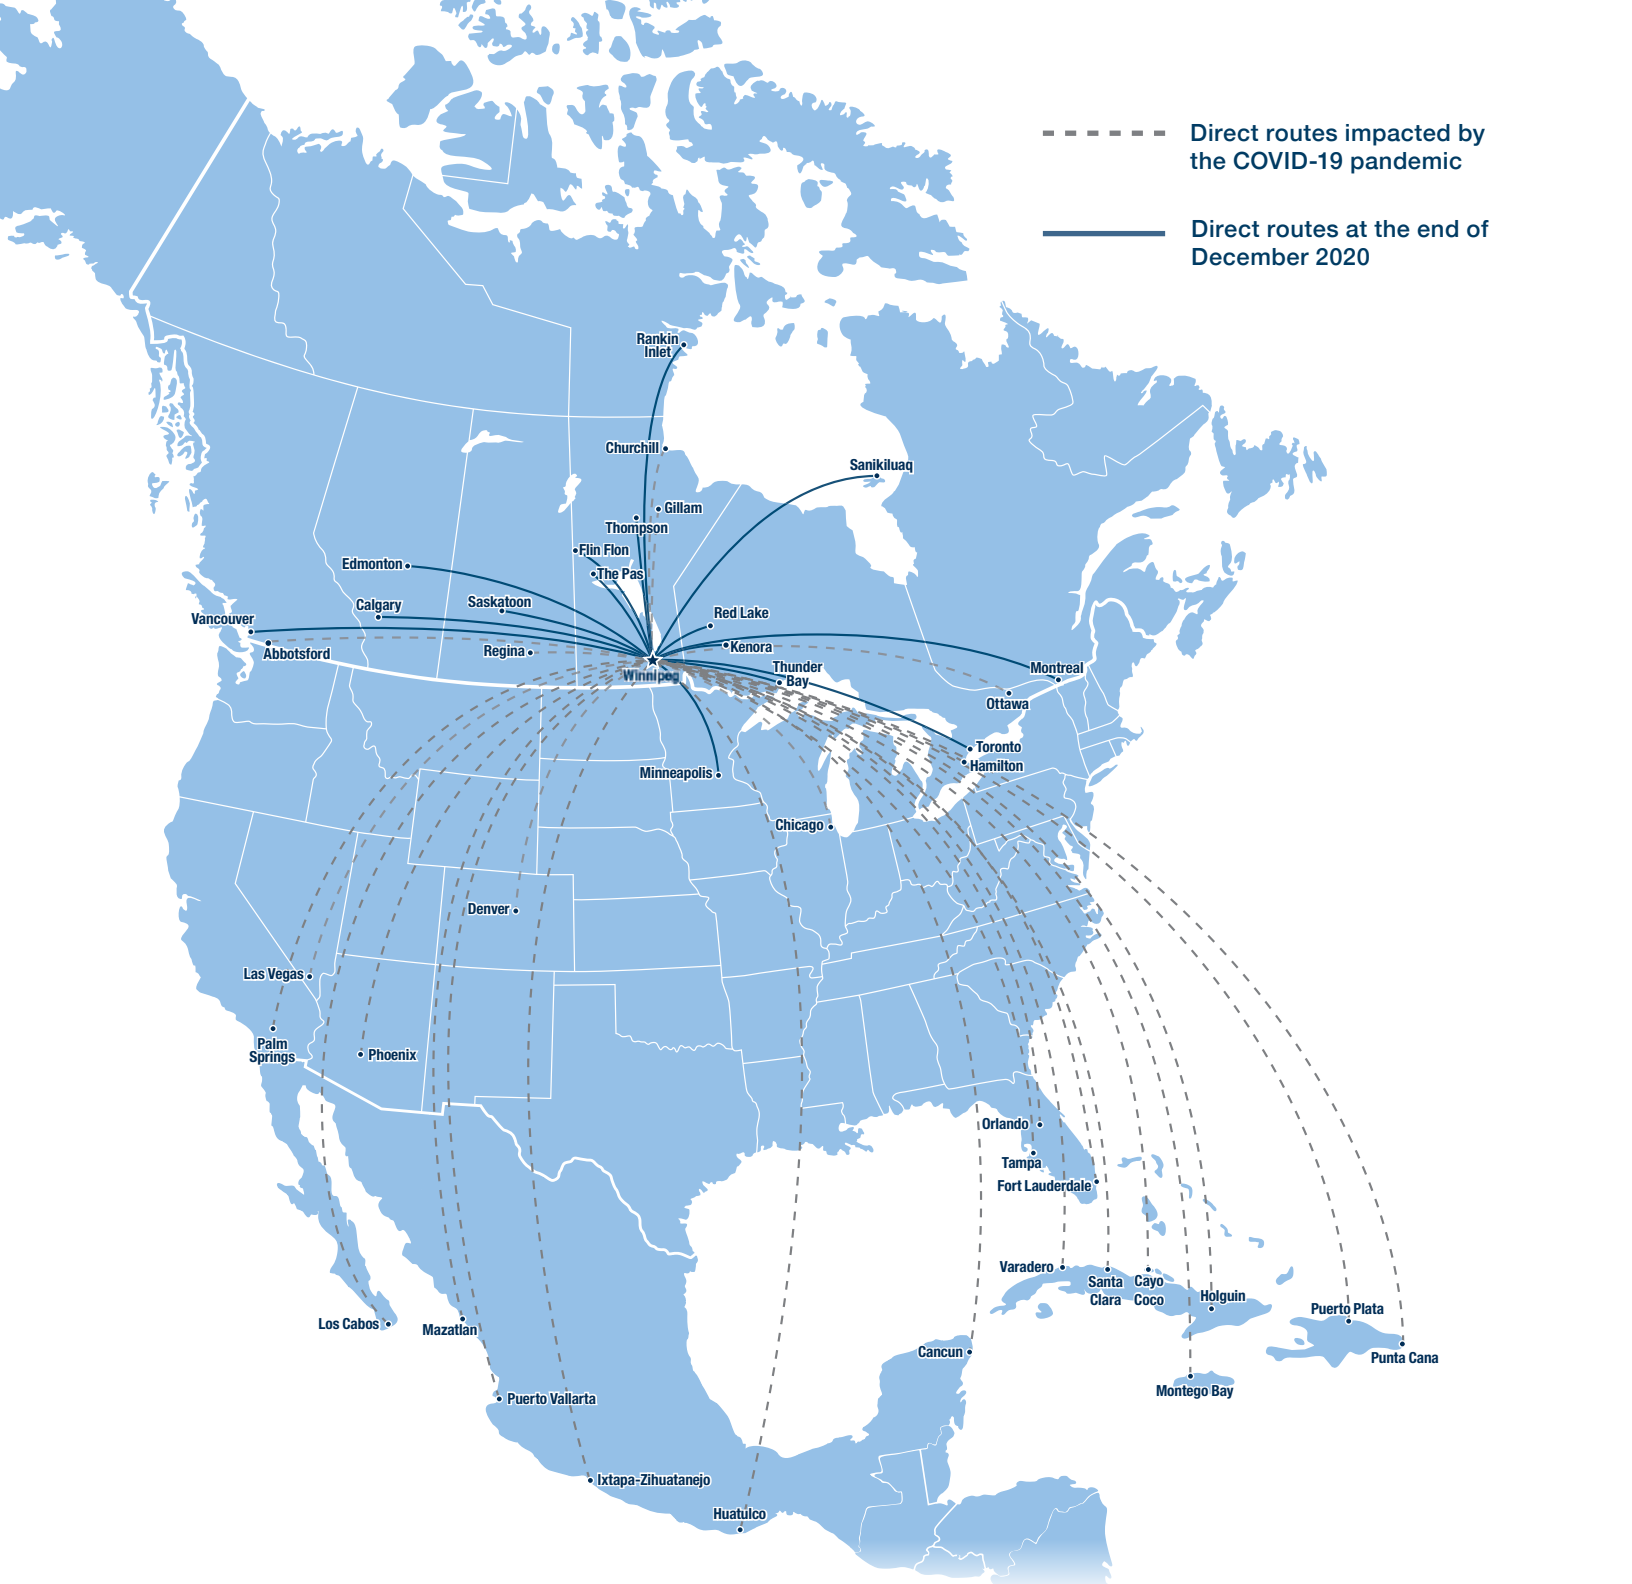 Direct routes impacted by
the COVID-19 pandemic
Direct routes at the end of
December 2020
Rankin
Inlet
Churchill
Sanikiluaq
Gillam
Thompson
Flin Flon
Edmonton
The Pas
Calgary
Saskatoon
Red Lake
Vancouver
Kenora
Abbotsford
Regina
Thunder
Bay
Montreal
Winnipeg
Ottawa
Toronto
Hamilton
Minneapolis
Chicago
Denver
Las Vegas
Palm
Springs
Phoenix
Orlando
Tampa
Fort Lauderdale
Varadero
Santa
Clara
Cayo
Coco
Holguin
Puerto Plata
Los Cabos
Mazatlan
Cancun
Punta Cana
Montego Bay
Puerto Vallarta
Ixtapa-Zihuatanejo
Huatulco